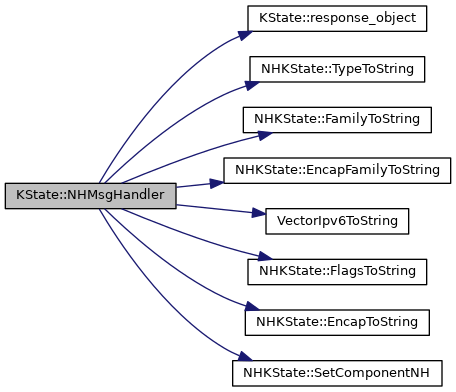 KState::response_object
NHKState::TypeToString
NHKState::FamilyToString
NHKState::EncapFamilyToString
KState::NHMsgHandler
VectorIpv6ToString
NHKState::FlagsToString
NHKState::EncapToString
NHKState::SetComponentNH